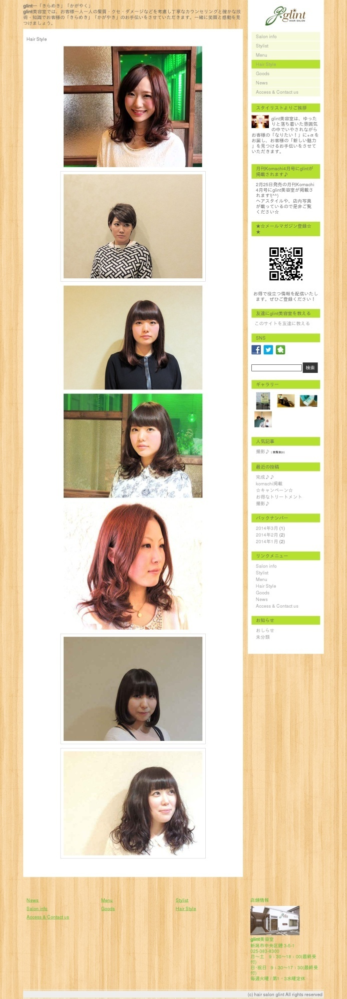 glintー「きらめき」「かがやく」
glint美容室では、お客様一人一人の髪質・クセ・ダメージなどを考慮し丁寧なカウンセリングと確かな技
術・知識でお客様の「きらめき」「かがやき」のお手伝いをさせていただきます。一緒に笑顔と感動を見
つけましょう。
Hair Style
glint
HAIR SALON
Salon info
Stylist
Menu
Hair Style
Goods
News
Access & Contact us
スタイリストよりご挨拶
glint美容室は、ゆった
りと落ち着いた雰囲気
の中でいやされながら
お客様の「なりたい！」に+αを
お届し、お客様の「新しい魅力
」を見つけるお手伝いをさせて
いただきます。
月刊Komachi4月号にglintが
掲載されます♪
2月25日発売の月刊Komachi
4月号にglint美容室が掲載さ
れます!(^^)
ヘアスタイルや、店内写真
が載っているので是非ご覧
ください☆
★☆メールマガジン登録☆
★
お得で役立つ情報を配信いたし
ます。ぜひご登録ください！
友達にglint美容室を教える
このサイトを友達に教える
SNS
検索
ギャラリー
人気記事
撮影♪
最近の投稿
完成♪♪
komachi掲載
☆キャンペーン☆
お得なトリートメント
撮影♪
バックナンバー
2014年3月 (1)
2014年2月 (2)
2014年1月 (2)
リンクメニュー
Salon info
Stylist
Menu
Hair Style
Goods
News
Access & Contact us
お知らせ
おしらせ
未分類
News
Salon info
Access & Contact us
Menu
Goods
Stylist
Hair Style
店舗情報
glint美容室
新潟市中央区鐙 3-5-1
025-383-8300
月～土　9：30～18：00(最終受
付)
日･祝日　9：30～17：30(最終受
付)
毎週火曜 / 第1・3水曜定休
(c) hair salon glint All rights reserved